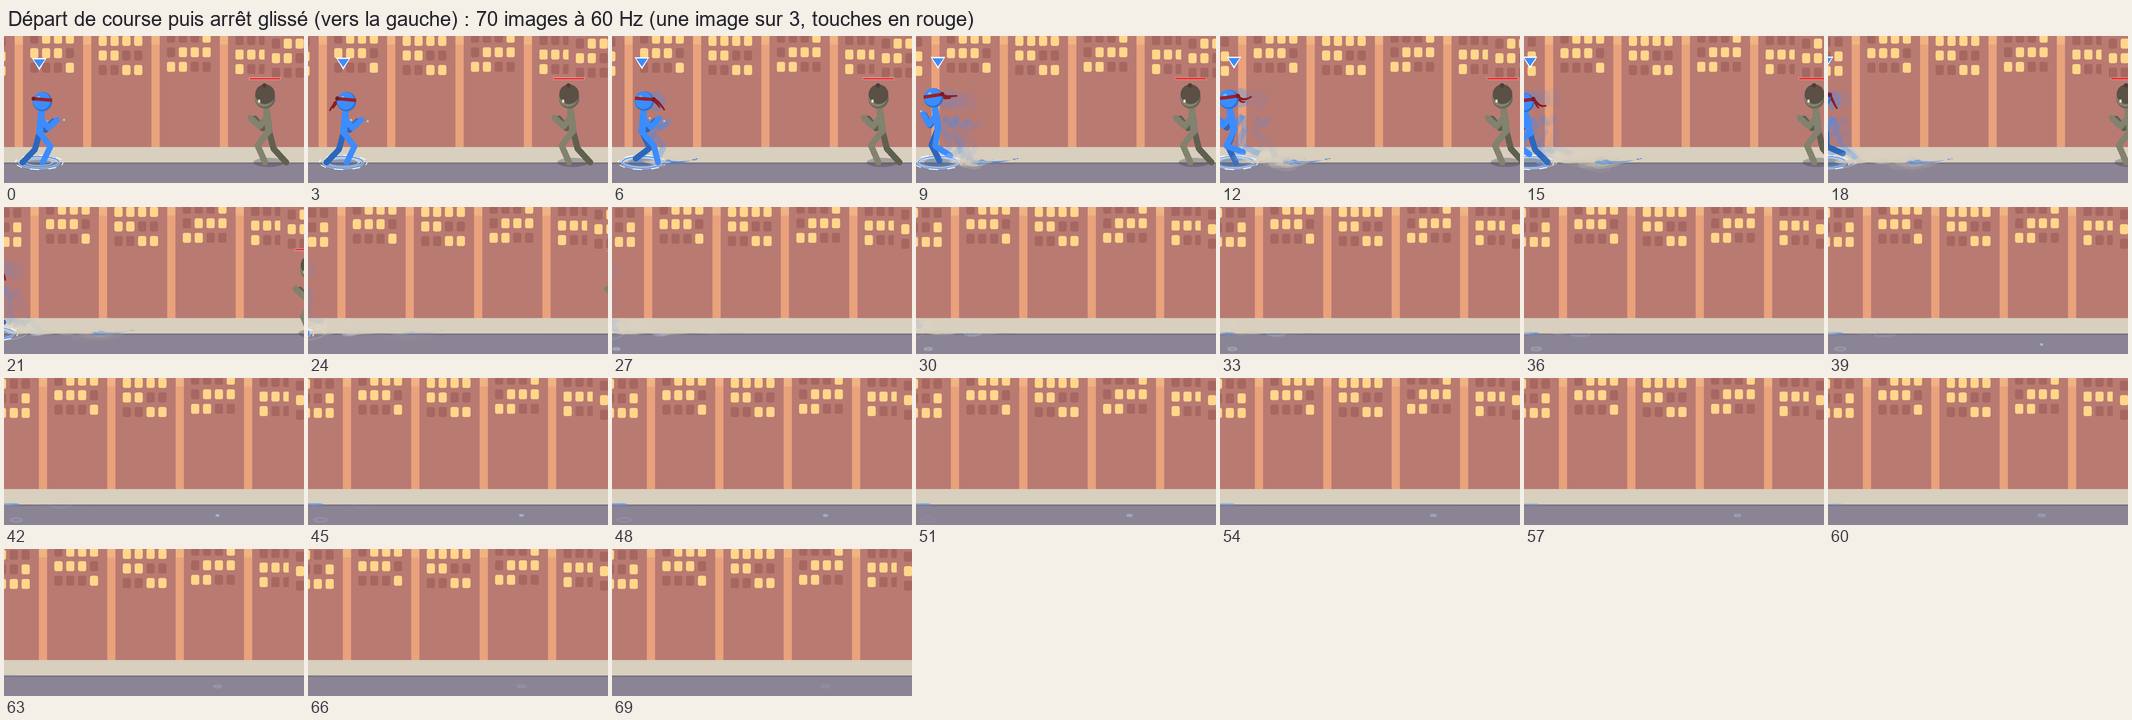 Départ de course puis arrêt glissé (vers la gauche) : 70 images à 60 Hz (une image sur 3, touches en rouge)
0 3 6 9 12 15 18
21 24 27 30 33 36 39
42 45 48 51 54 57 60
63 66 69